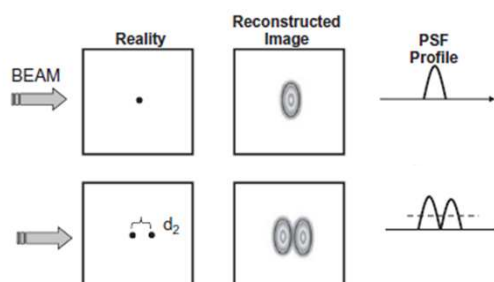 Reality
Reconstructed
Image
PSF
Profile
BEAM
d₂